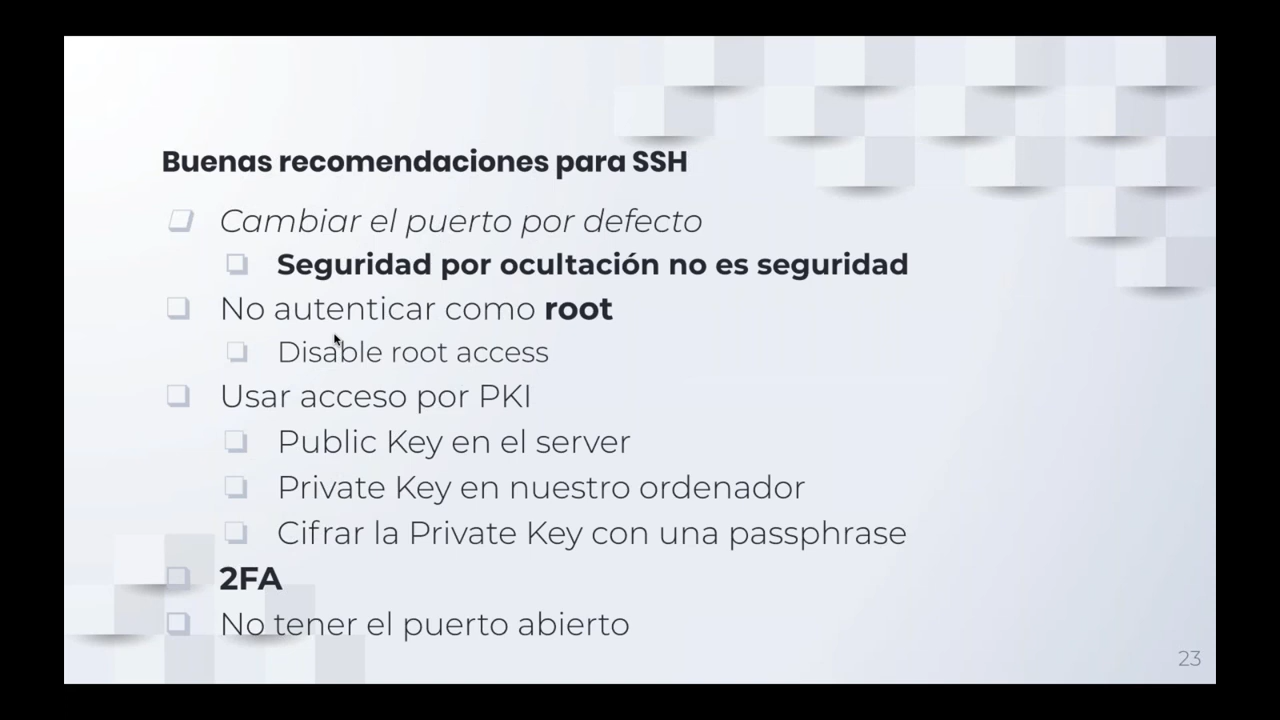 Buenas recomendaciones para SSH
Cambiar el puerto por defecto
Seguridad por ocultación no es seguridad
No autenticar como root
Disable root access
Usar acceso por PKI
Public Key en el server
Private Key en nuestro ordenador
Cifrar la Private Key con una passphrase
2FA
No tener el puerto abierto
23